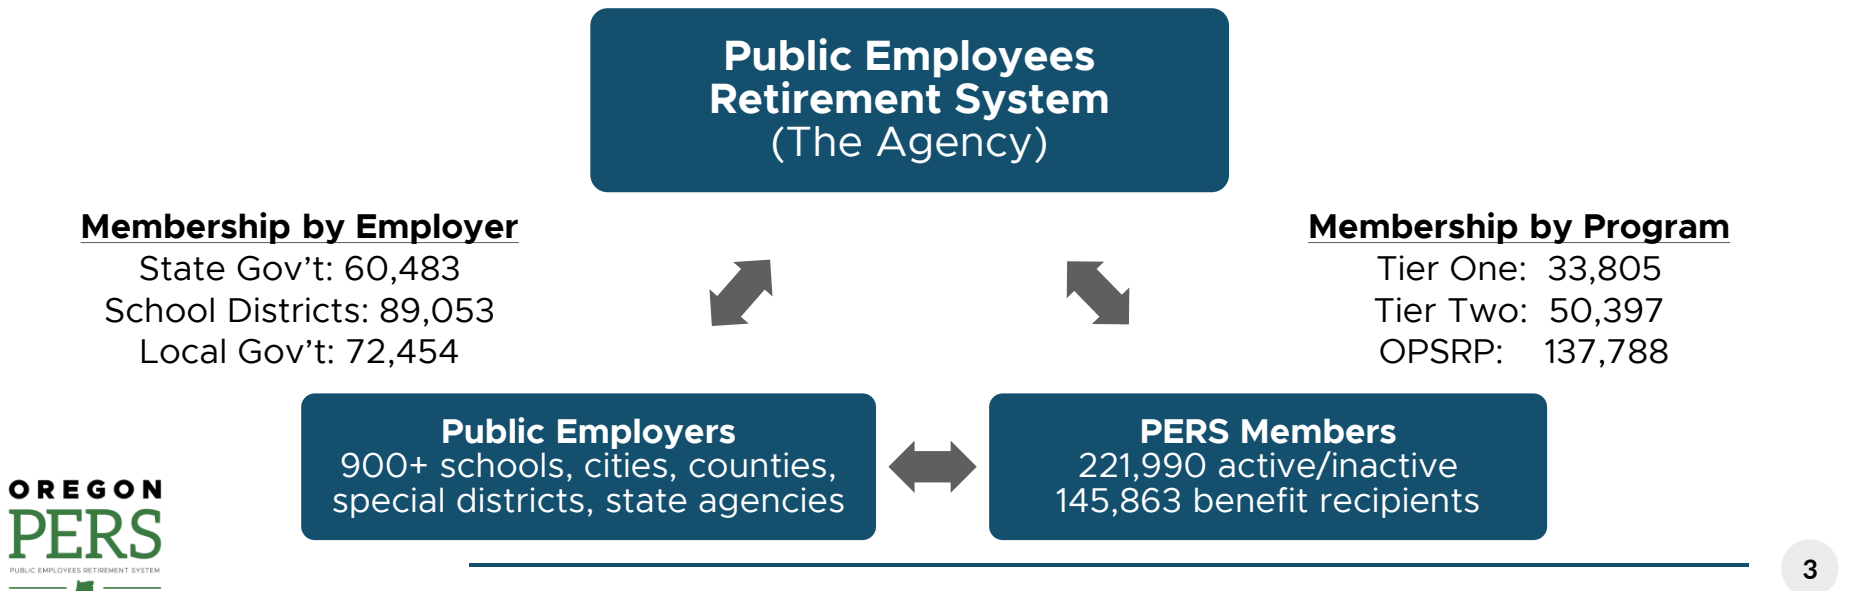 Public Employees
Retirement System
(The Agency)
Membership by Employer
State Gov’t: 60,483
School Districts: 89,053
Local Gov’t: 72,454
Membership by Program
Tier One: 33,805
Tier Two: 50,397
OPSRP: 137,788
Public Employers
900+ schools, cities, counties,
special districts, state agencies
PERS Members
221,990 active/inactive
145,863 benefit recipients
OREGON
PERS
PUBLIC EMPLOYEES RETIREMENT SYSTEM
3